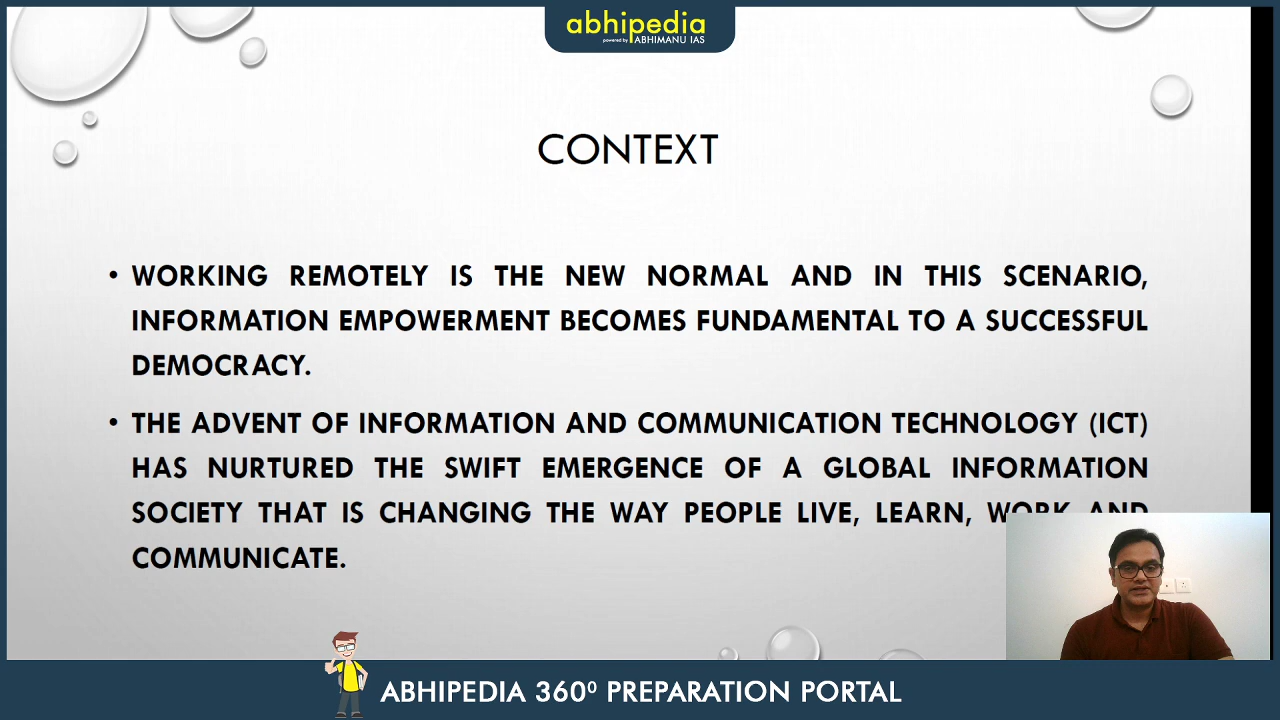 abhipedia
powered by ABHIMANU IAS
CONTEXT
• WORKING REMOTELY IS THE NEW NORMAL AND IN THIS SCENARIO,
INFORMATION EMPOWERMENT BECOMES FUNDAMENTAL TO A SUCCESSFUL
DEMOCRACY.
• THE ADVENT OF INFORMATION AND COMMUNICATION TECHNOLOGY (ICT)
HAS NURTURED THE SWIFT EMERGENCE OF A GLOBAL INFORMATION
SOCIETY THAT IS CHANGING THE WAY PEOPLE LIVE, LEARN, WORK AND
COMMUNICATE.
ABHIPEDIA 360⁰ PREPARATION PORTAL